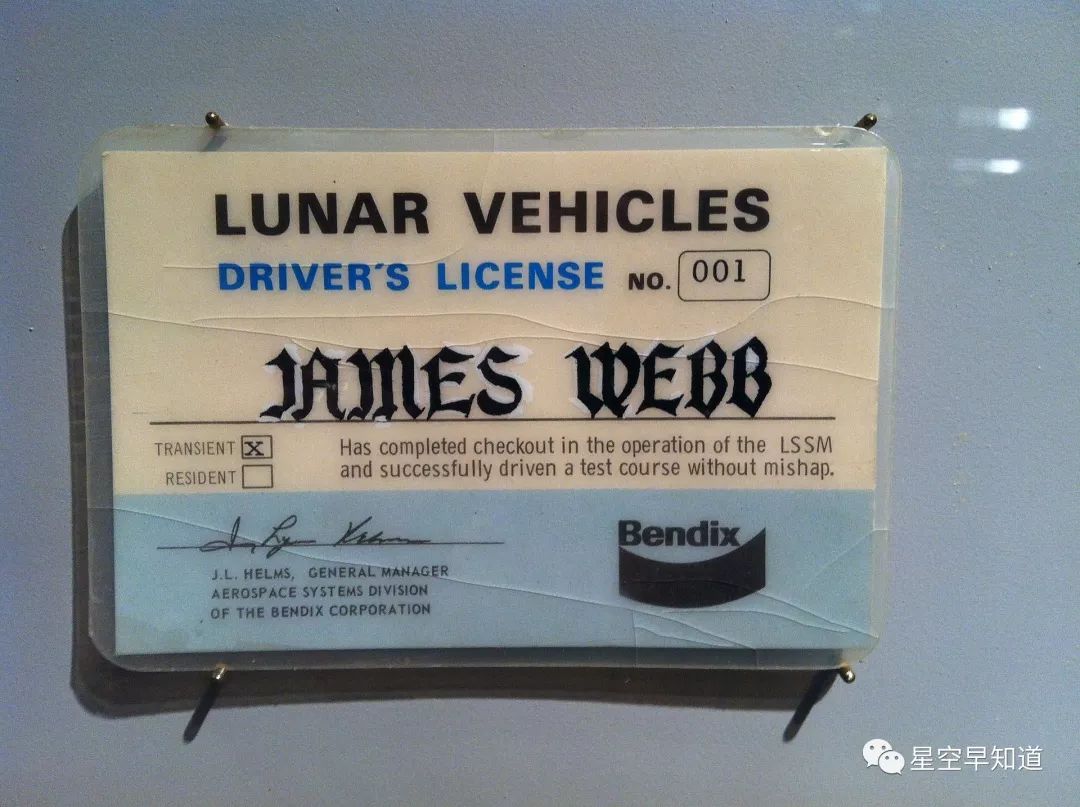 LUNAR VEHICLES
DRIVER'S LICENSE NO. 001
JAMES WEBB
TRANSIENT X
RESIDENT
Has completed checkout in the operation of the LSSM
and successfully driven a test course without mishap.
J.L. HELMS, GENERAL MANAGER
AEROSPACE SYSTEMS DIVISION
OF THE BENDIX CORPORATION
Bendix
星空早知道